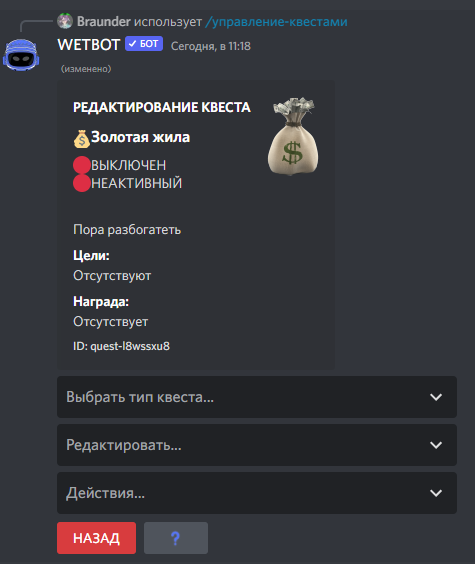 Braunder использует /управление-квестами
WETBOT ✓ БОТ Сегодня, в 11:18
(изменено)
РЕДАКТИРОВАНИЕ КВЕСТА
Золотая жила
ВЫКЛЮЧЕН
НЕАКТИВНЫЙ
$
Пора разбогатеть
Цели:
Отсутствуют
Награда:
Отсутствует
ID: quest-l8wssxu8
Выбрать тип квеста...
Редактировать...
Действия...
НАЗАД ?